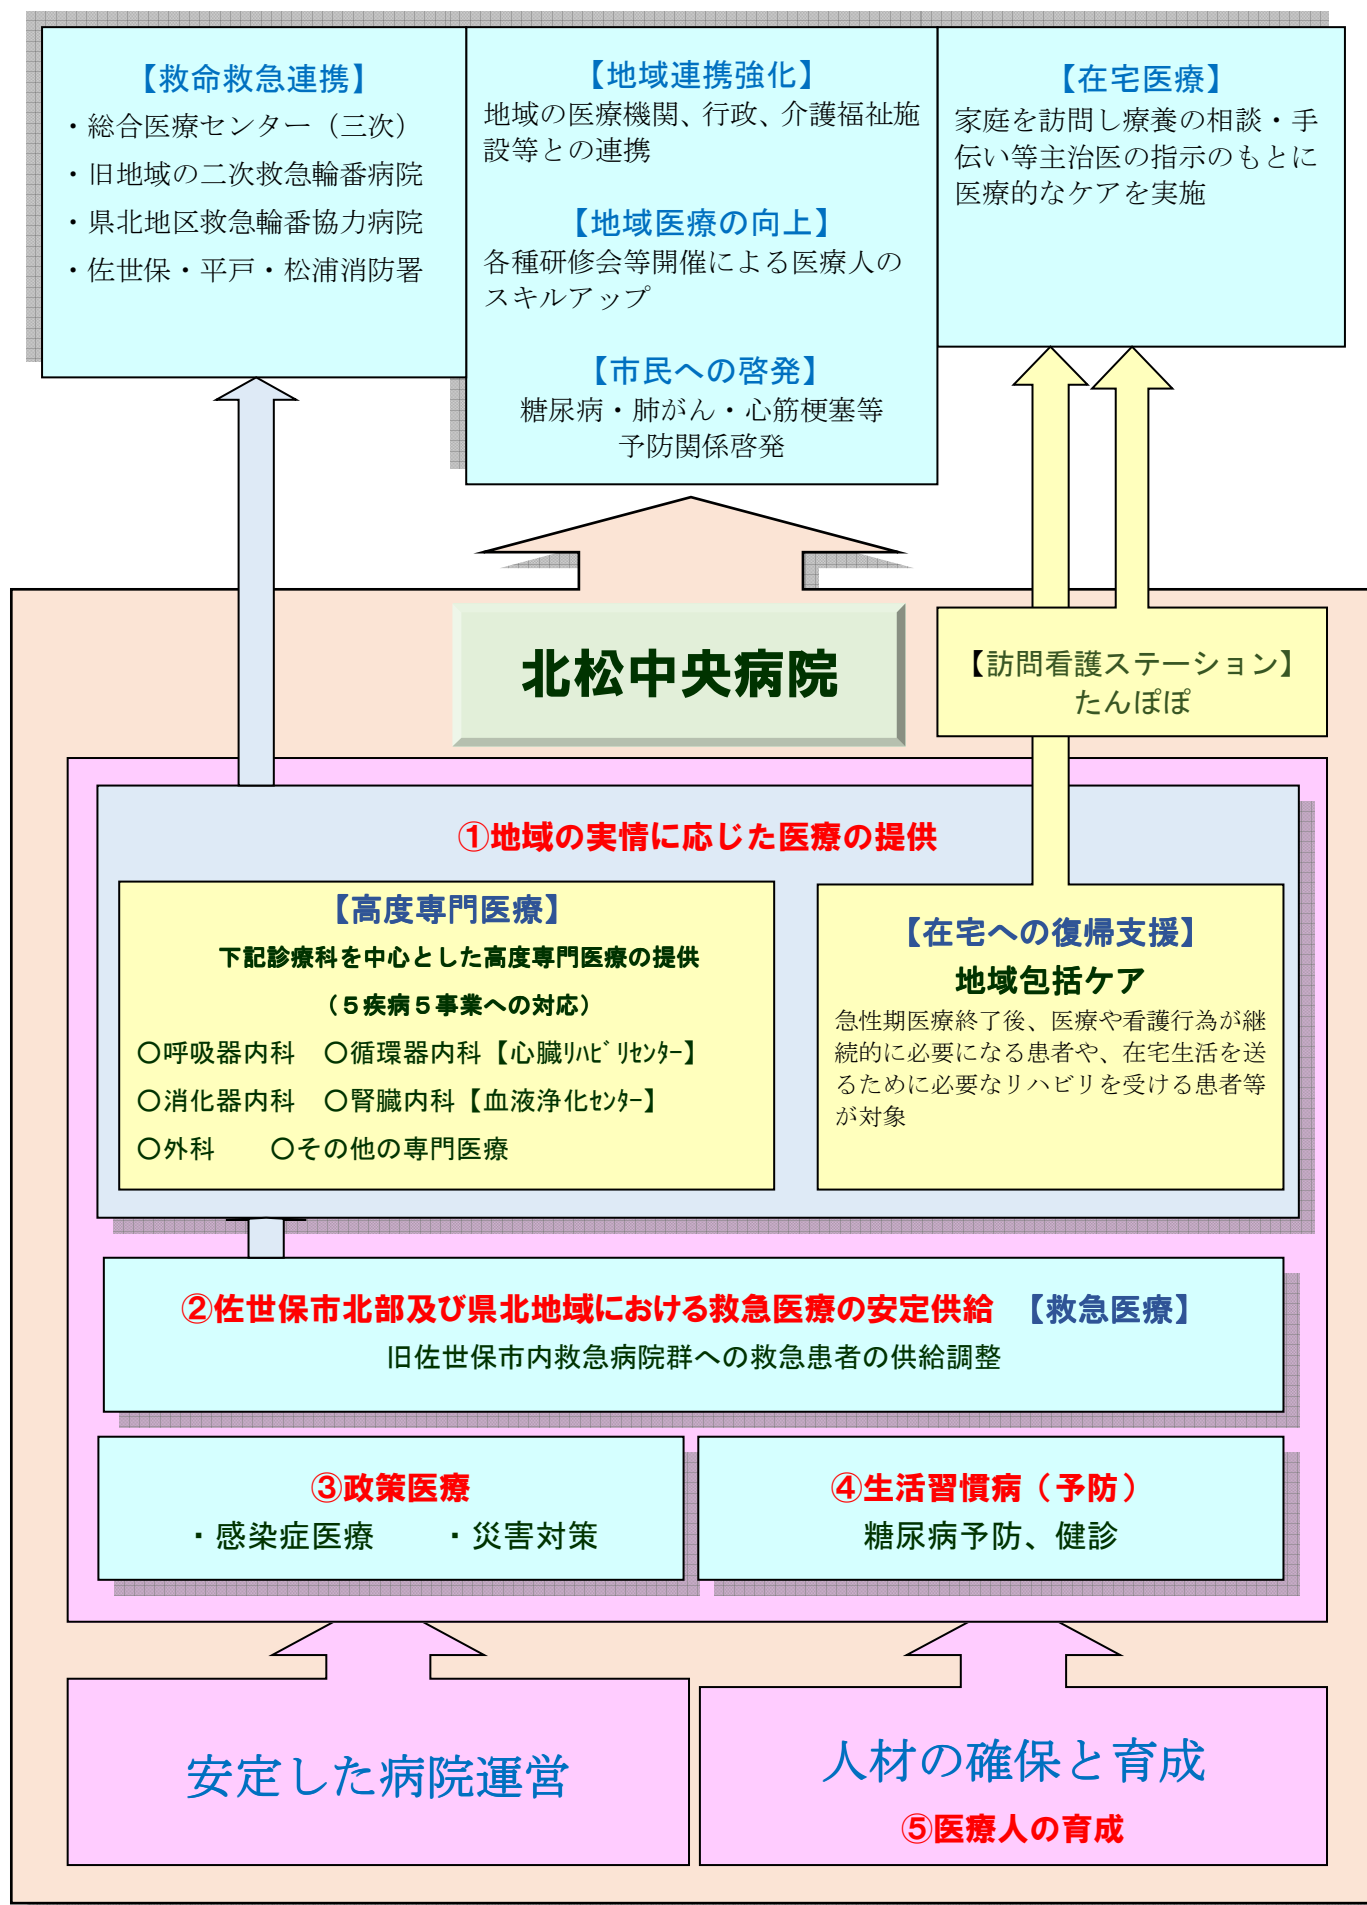 【救命救急連携】
・総合医療センター（三次）
・旧地域の二次救急輪番病院
・県北地区救急輪番協力病院
・佐世保・平戸・松浦消防署
【地域連携強化】
地域の医療機関、行政、介護福祉施
設等との連携
【地域医療の向上】
各種研修会等開催による医療人の
スキルアップ
【市民への啓発】
糖尿病・肺がん・心筋梗塞等
予防関係啓発
【在宅医療】
家庭を訪問し療養の相談・手
伝い等主治医の指示のもとに
医療的なケアを実施
北松中央病院
【訪問看護ステーション】
たんぽぽ
①地域の実情に応じた医療の提供
【高度専門医療】
下記診療科を中心とした高度専門医療の提供
（５疾病５事業への対応）
〇呼吸器内科　〇循環器内科【心臓ﾘﾊﾋﾞﾘｾﾝﾀｰ】
〇消化器内科　〇腎臓内科【血液浄化ｾﾝﾀｰ】
〇外科　　〇その他の専門医療
【在宅への復帰支援】
地域包括ケア
急性期医療終了後、医療や看護行為が継
続的に必要になる患者や、在宅生活を送
るために必要なリハビリを受ける患者等
が対象
②佐世保市北部及び県北地域における救急医療の安定供給　【救急医療】
旧佐世保市内救急病院群への救急患者の供給調整
③政策医療
・感染症医療　　・災害対策
④生活習慣病（予防）
糖尿病予防、健診
安定した病院運営
人材の確保と育成
⑤医療人の育成